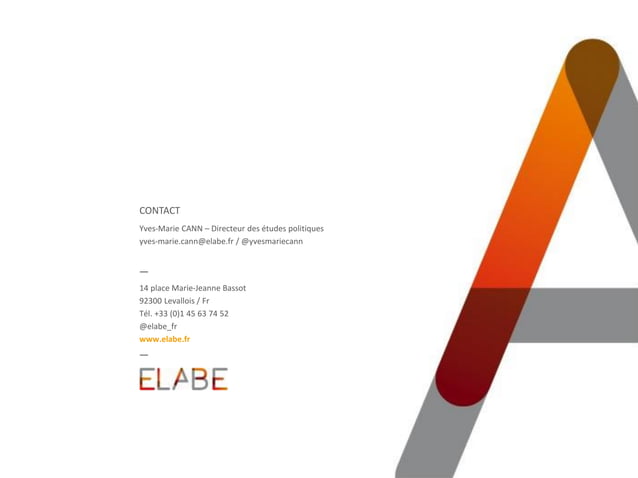 CONTACT
Yves-Marie CANN – Directeur des études politiques
yves-marie.cann@elabe.fr / @yvesmariecann
—
14 place Marie-Jeanne Bassot
92300 Levallois / Fr
Tél. +33 (0)1 45 63 74 52
@elabe_fr
www.elabe.fr
—
ELABE